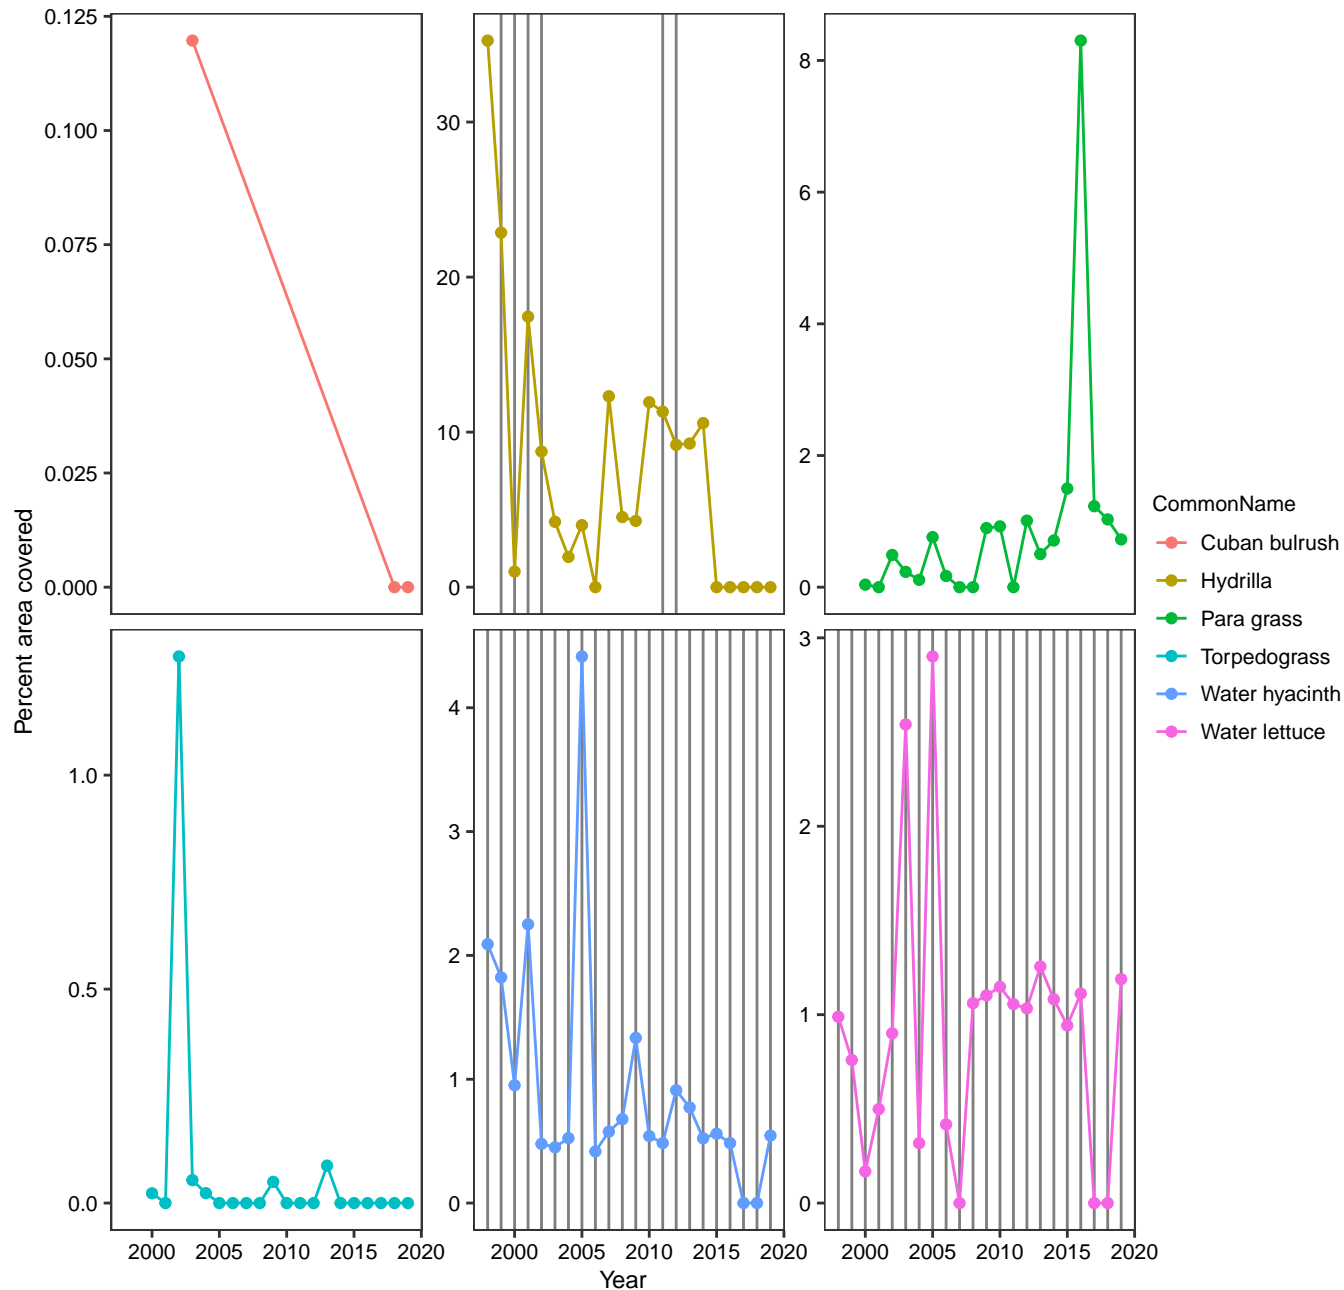 Percent area covered
0.125
0.100
0.075
0.050
0.025
0.000
30
20
10
0
8
6
4
2
0
1.0
0.5
0.0
4
3
2
1
0
3
2
1
0
2000 2005 2010 2015 2020
2000 2005 2010 2015 2020
2000 2005 2010 2015 2020
Year
CommonName
Cuban bulrush
Hydrilla
Para grass
Torpedograss
Water hyacinth
Water lettuce